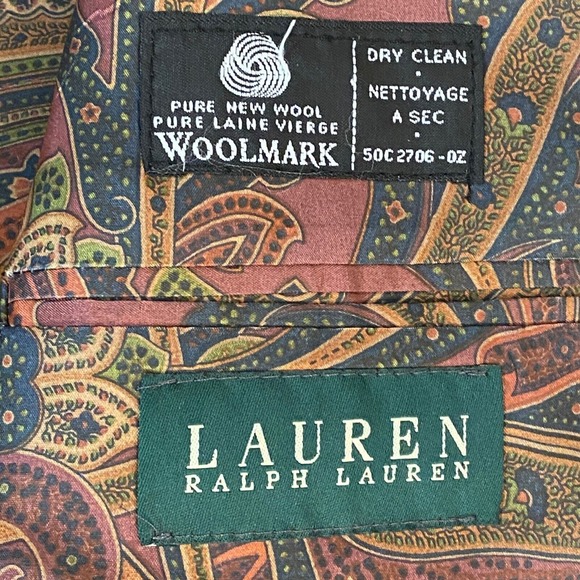 PURE NEW WOOL
PURE LAINE VIERGE
WOOLMARK
DRY CLEAN
.
NETTOYAGE
A SEC
.
50C2706-0Z
LAUREN
RALPH LAUREN